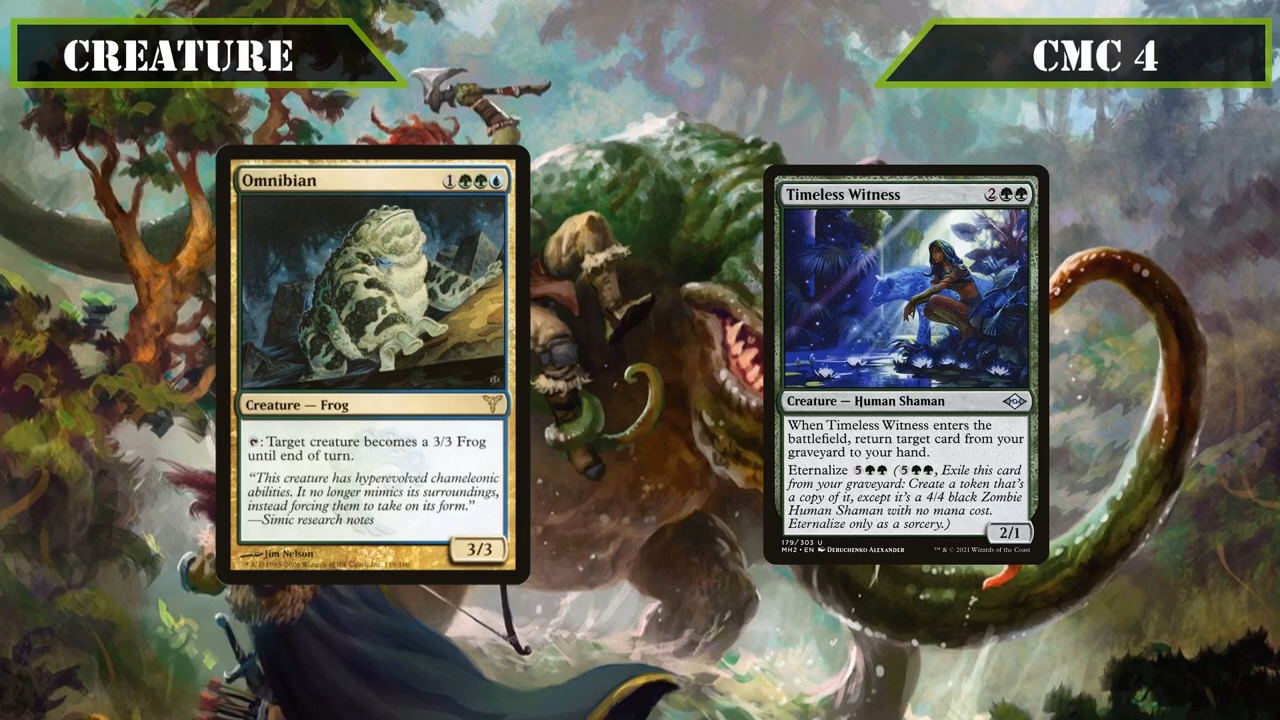 CREATURE
CMC 4
Omnibian 1
Creature — Frog
: Target creature becomes a 3/3 Frog
until end of turn.
"This creature has hyperevolved chameleonic
abilities. It no longer mimics its surroundings,
instead forcing them to take on its form."
—Simic research notes
3/3
Jim Nelson
Timeless Witness 2
Creature — Human Shaman
When Timeless Witness enters the
battlefield, return target card from your
graveyard to your hand.
Eternalize 5 (5, Exile this card
from your graveyard: Create a token that's
a copy of it, except it's a 4/4 black Zombie
Human Shaman with no mana cost.
Eternalize only as a sorcery.)
2/1
179/303 U
MH2 • EN Deruchenko Alexander
™ & © 2021 Wizards of the Coast